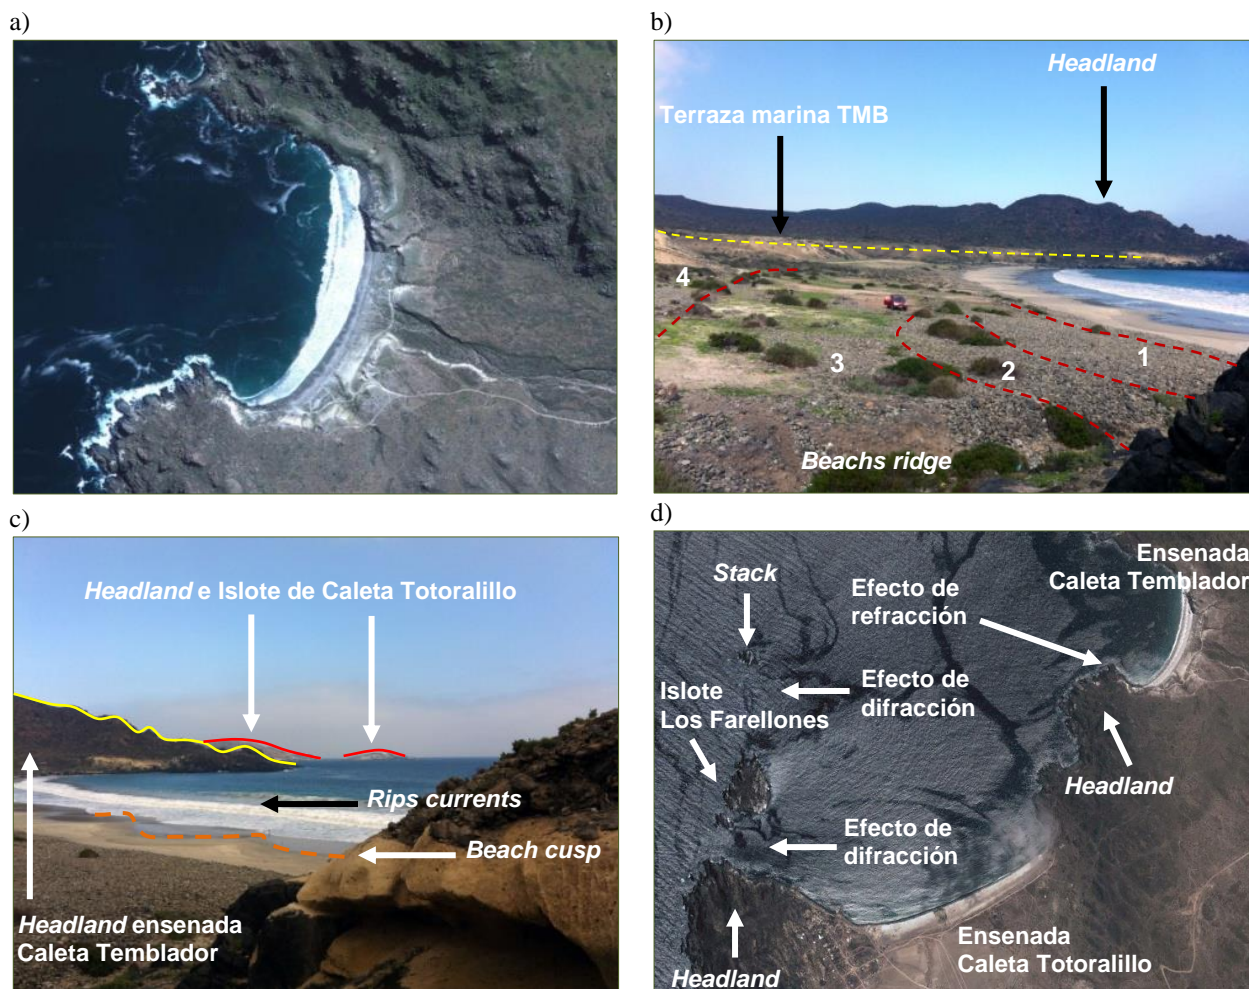 a)
b)
Headland
Terraza marina TMB
4
3
2
1
Beachs ridge
c)
Headland e Islote de Caleta Totoralillo
Rips currents
Beach cusp
Headland ensenada
Caleta Temblador
d)
Ensenada
Caleta Temblador
Stack
Efecto de
refracción
Islote
Los Farellones
Efecto de
difracción
Headland
Efecto de
difracción
Ensenada
Caleta Totoralillo
Headland